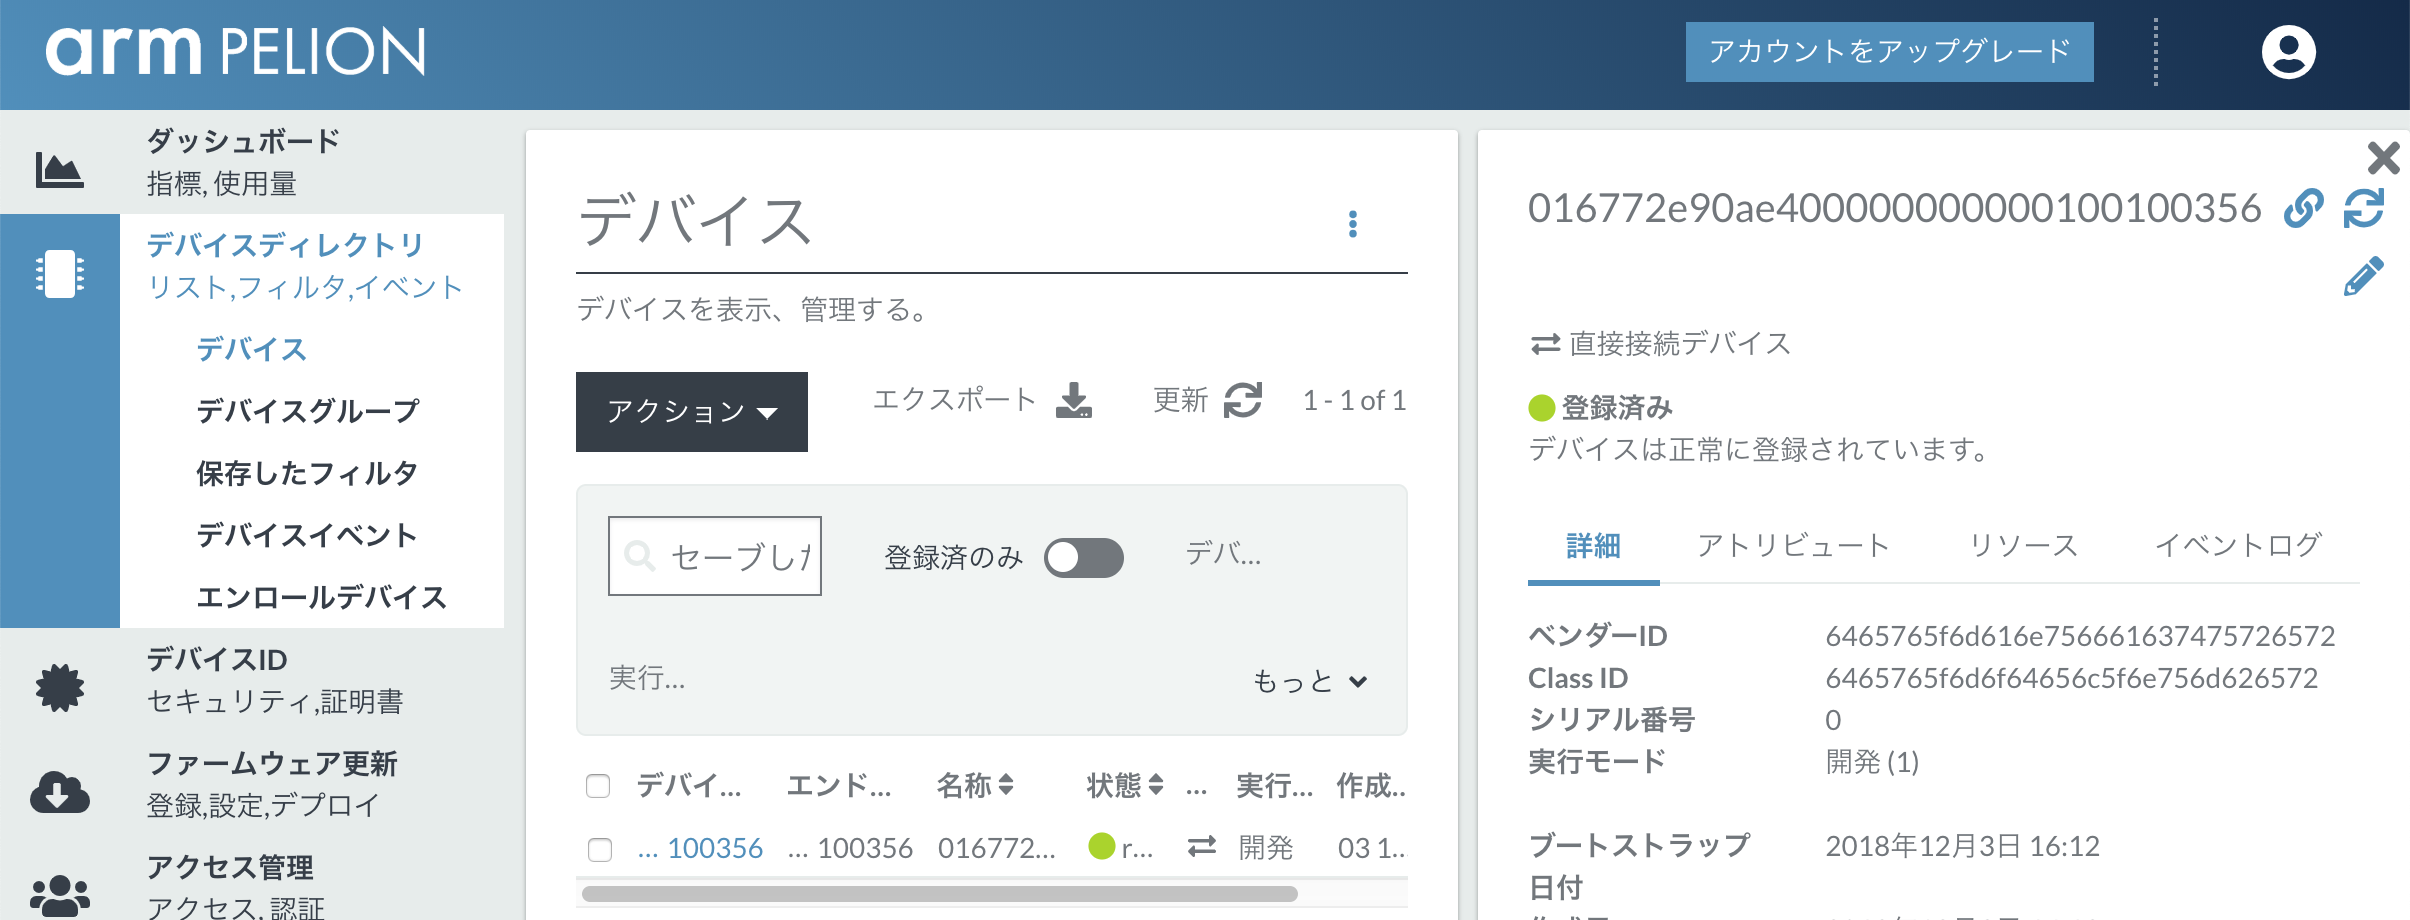 arm PELION
アカウントをアップグレード
ダッシュボード
指標, 使用量
デバイスディレクトリ
リスト,フィルタ,イベント
デバイス
デバイスグループ
保存したフィルタ
デバイスイベント
エンロールデバイス
デバイスID
セキュリティ,証明書
ファームウェア更新
登録,設定,デプロイ
アクセス管理
アクセス, 認証
デバイス
デバイスを表示、管理する。
アクション
エクスポート
更新
1 - 1 of 1
セーブした
登録済のみ
デバ...
実行...
もっと
デバイ... エンド... 名称 状態 ... 実行... 作成..
... 100356 ... 100356 016772... r... 開発 03 1..
016772e90ae4000000000000100100356
直接接続デバイス
登録済み
デバイスは正常に登録されています。
詳細 アトリビュート リソース イベントログ
ベンダーID 6465765f6d616e756661637475726572
Class ID 6465765f6d6f64656c5f6e756d626572
シリアル番号 0
実行モード 開発 (1)
ブートストラップ 2018年12月3日 16:12
日付